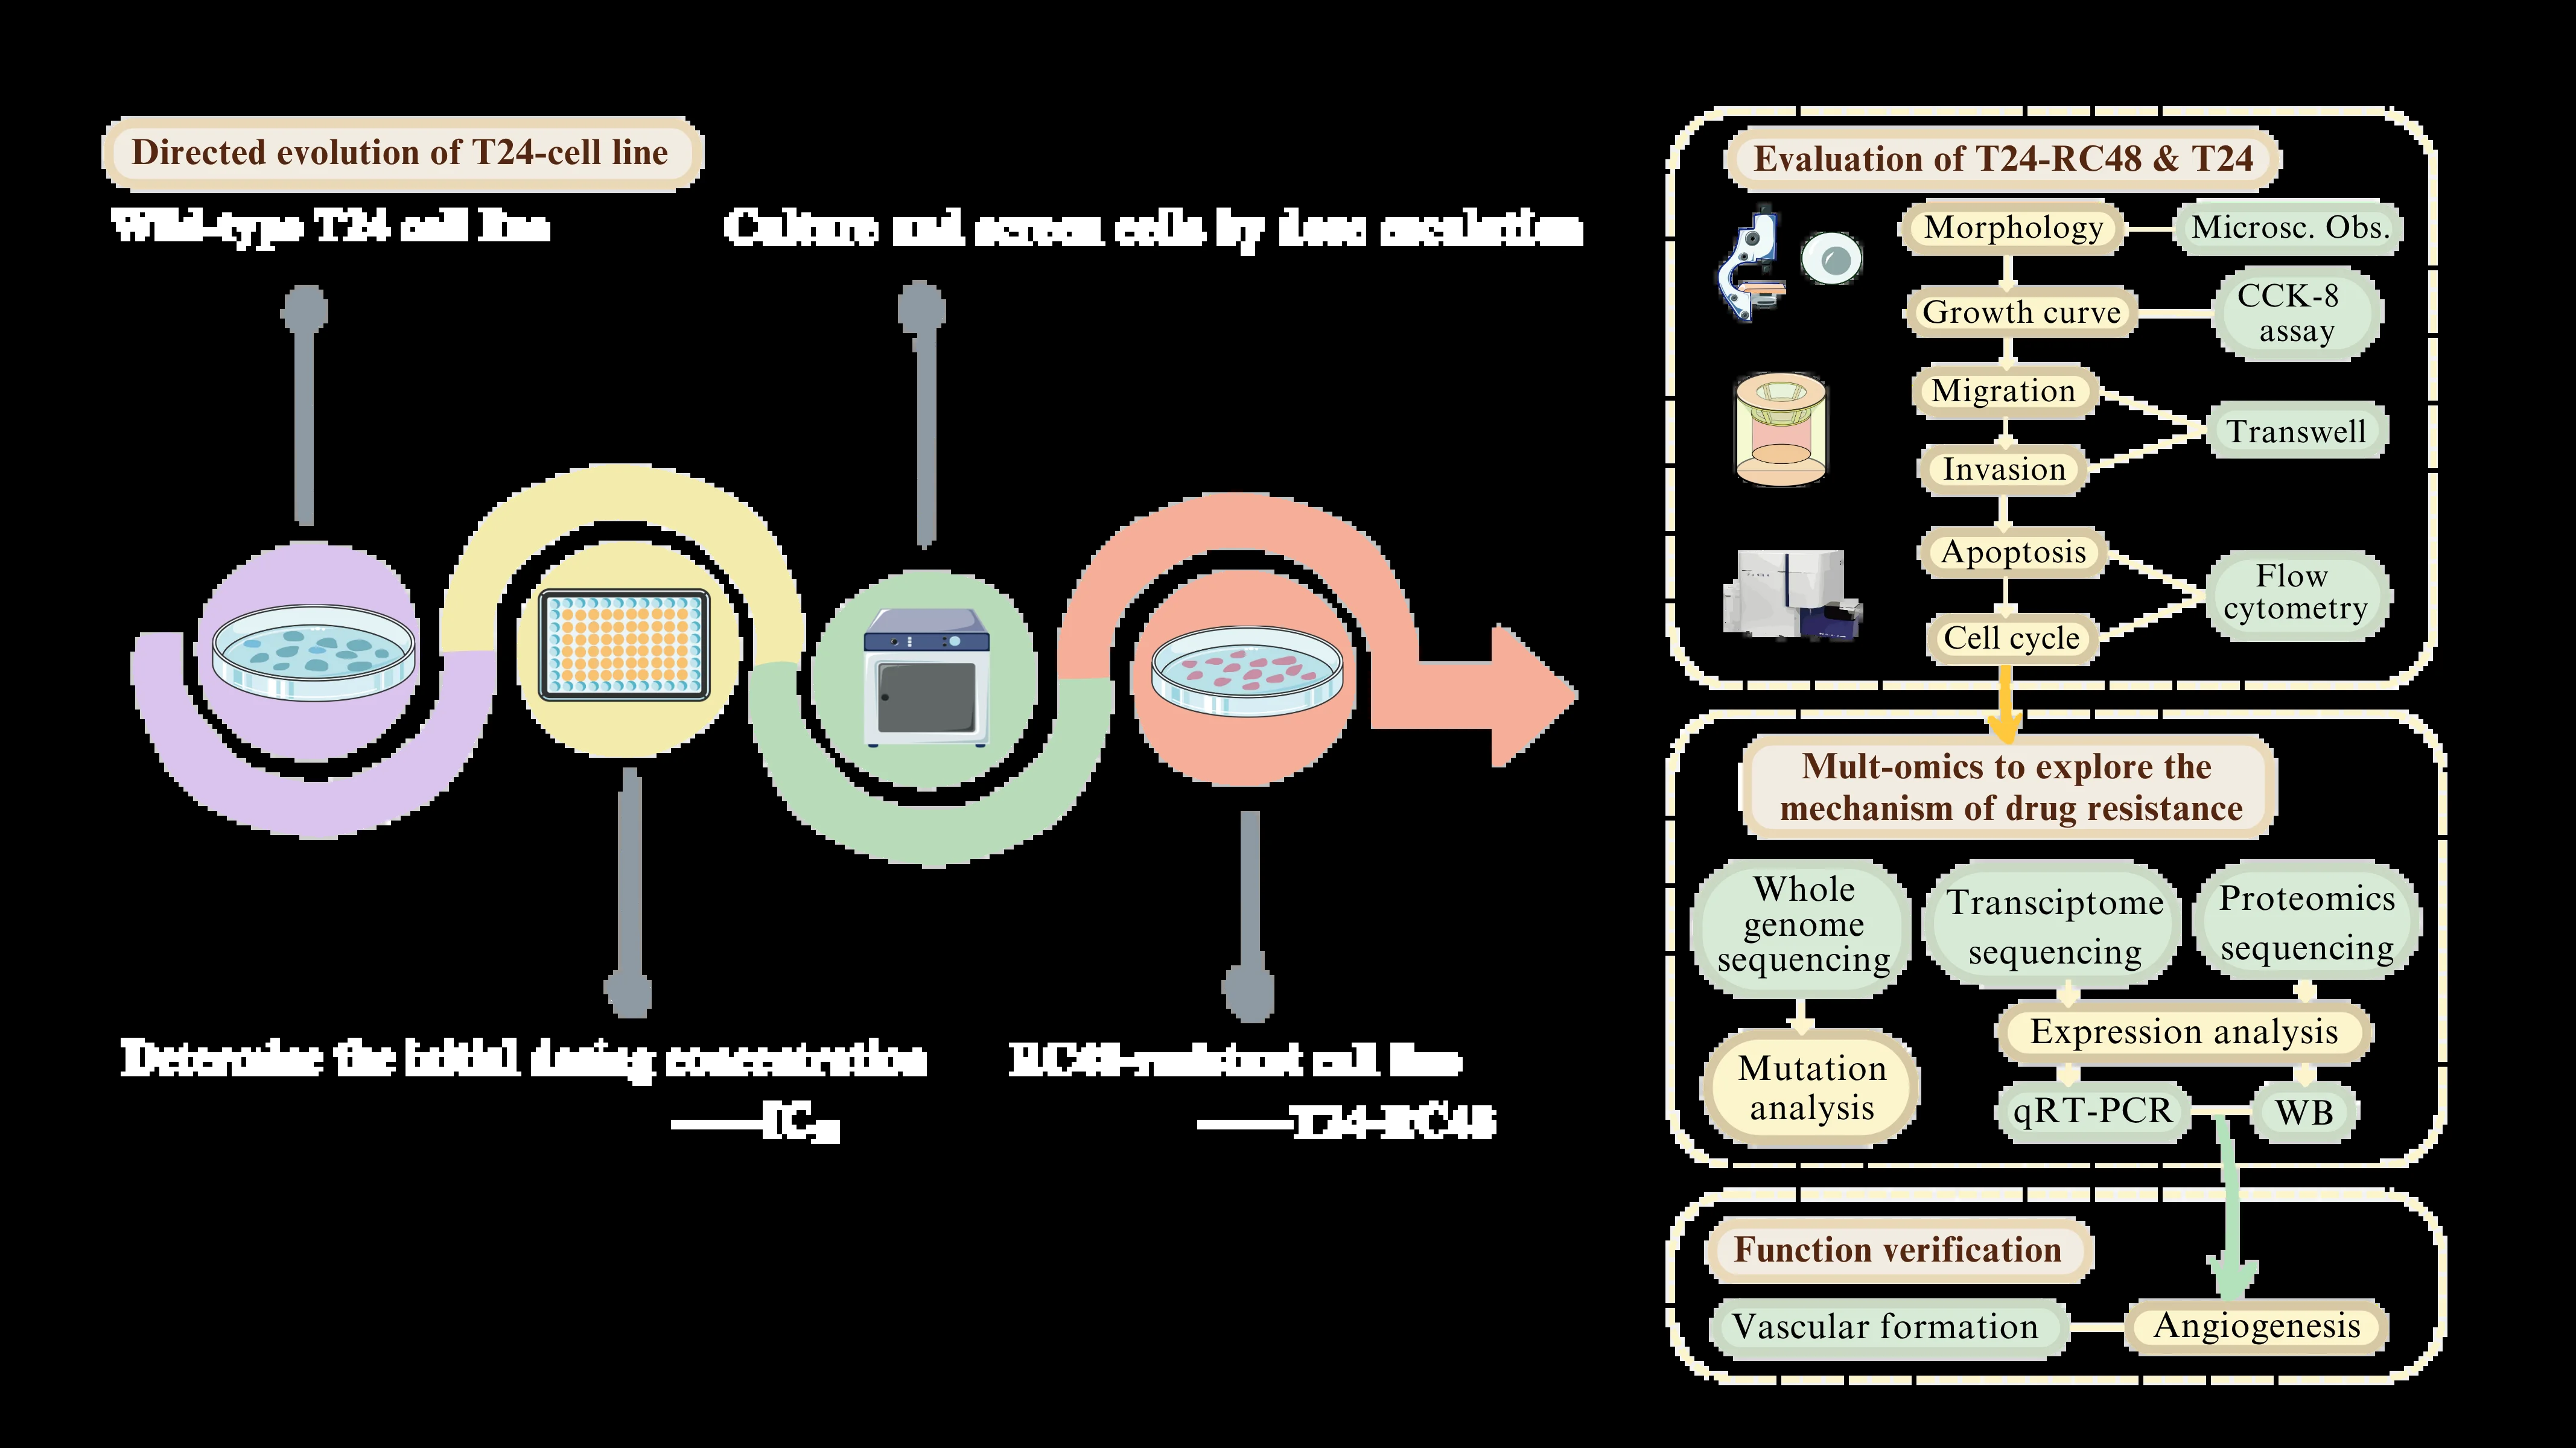 Directed evolution of T24-cell line
Wild-type T24 cell line
Culture and screen cells by dose escalation
Determine the initial dosing concentration
——IC
RC48-resistant cell line
——T24-RC48
Evaluation of T24-RC48 & T24
Morphology
Microsc. Obs.
Growth curve
CCK-8
assay
Migration
Transwell
Invasion
Apoptosis
Flow
cytometry
Cell cycle
Mult-omics to explore the
mechanism of drug resistance
Whole
genome
sequencing
Transciptome
sequencing
Proteomics
sequencing
Mutation
analysis
Expression analysis
qRT-PCR
WB
Function verification
Vascular formation
Angiogenesis